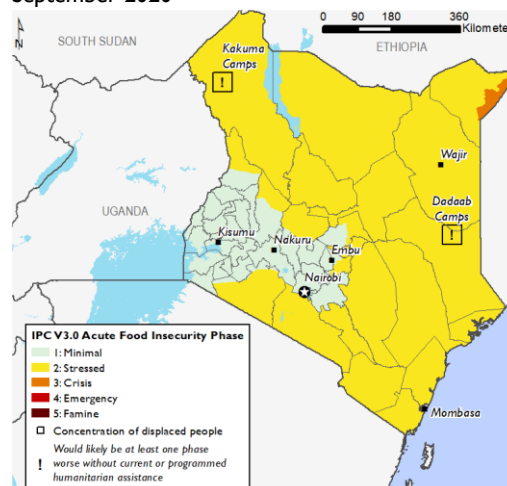 September 2020
0 90 180 360
Kilomete
N
SOUTH SUDAN
ETHIOPIA
Kakuma
Camps
!
Wajir
Dadaab
Camps
!
UGANDA
Kisumu
Nakuru
Embu
Nairobi
Mombasa
IPC V3.0 Acute Food Insecurity Phase
1: Minimal
2: Stressed
3: Crisis
4: Emergency
5: Famine
Concentration of displaced people
Would likely be at least one phase
! worse without current or programmed
humanitarian assistance